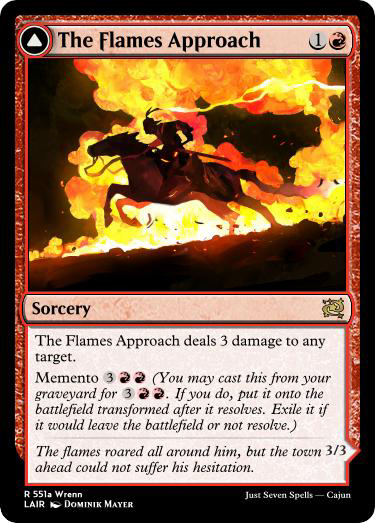 The Flames Approach 1
Sorcery
The Flames Approach deals 3 damage to any
target.
Memento 3 (You may cast this from your
graveyard for 3. If you do, put it onto the
battlefield transformed after it resolves. Exile it if
it would leave the battlefield or not resolve.)
The flames roared all around him, but the town
ahead could not suffer his hesitation.
3/3
R 551a Wrenn
LAIR DOMINIK MAYER
Just Seven Spells — Cajun